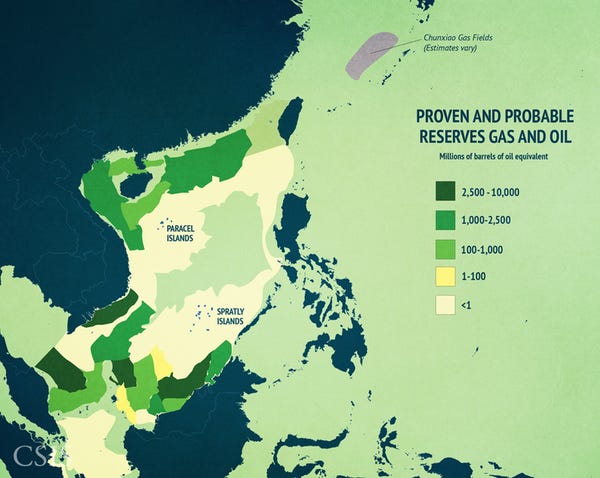 Chunxiao Gas Fields
(Estimates vary)
PROVEN AND PROBABLE
RESERVES GAS AND OIL
Millions of barrels of oil equivalent
2,500 - 10,000
1,000-2,500
100-1,000
1-100
<1
PARACEL
ISLANDS
SPRATLY
ISLANDS